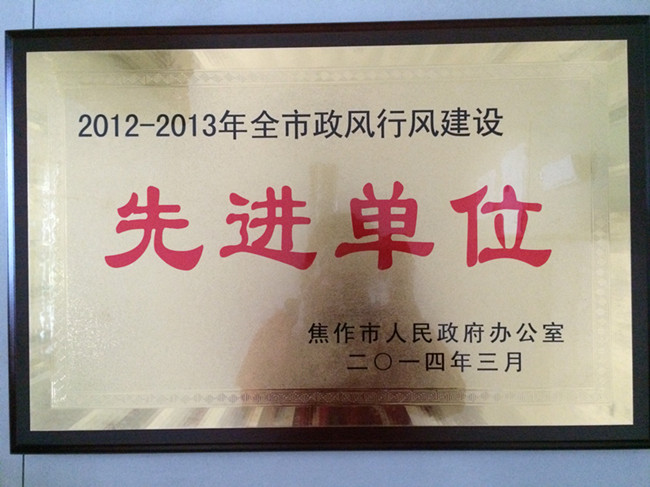 2012-2013年全市政风行风建设
先进单位
焦作市人民政府办公室
二〇一四年三月